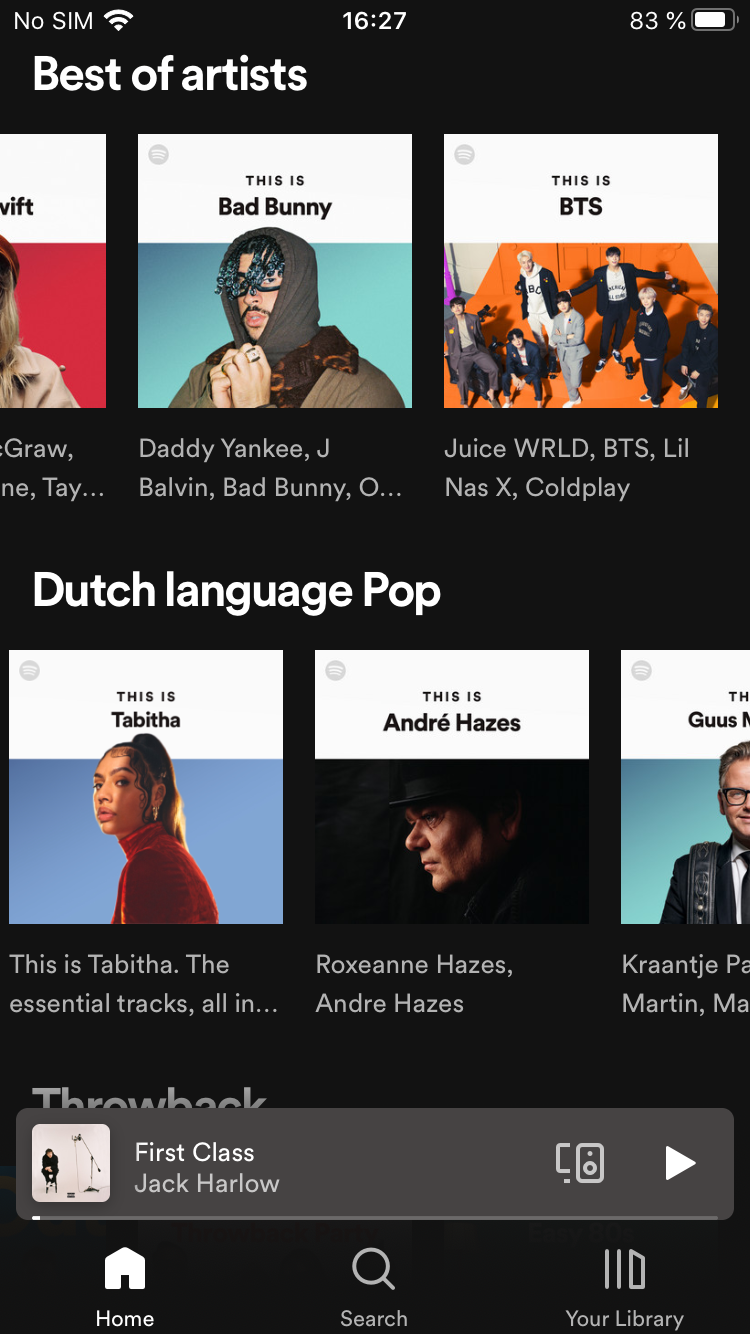 No SIM 16:27 83 %
Best of artists
wift
THIS IS
Bad Bunny
THIS IS
BTS
cGraw,
ne, Tay...
Daddy Yankee, J
Balvin, Bad Bunny, O...
Juice WRLD, BTS, Lil
Nas X, Coldplay
Dutch language Pop
THIS IS
Tabitha
THIS IS
André Hazes
TH
Guus M
This is Tabitha. The
essential tracks, all in...
Roxeanne Hazes,
Andre Hazes
Kraantje Pa
Martin, Ma
Throwback
First Class
Jack Harlow
Home
Search
Your Library